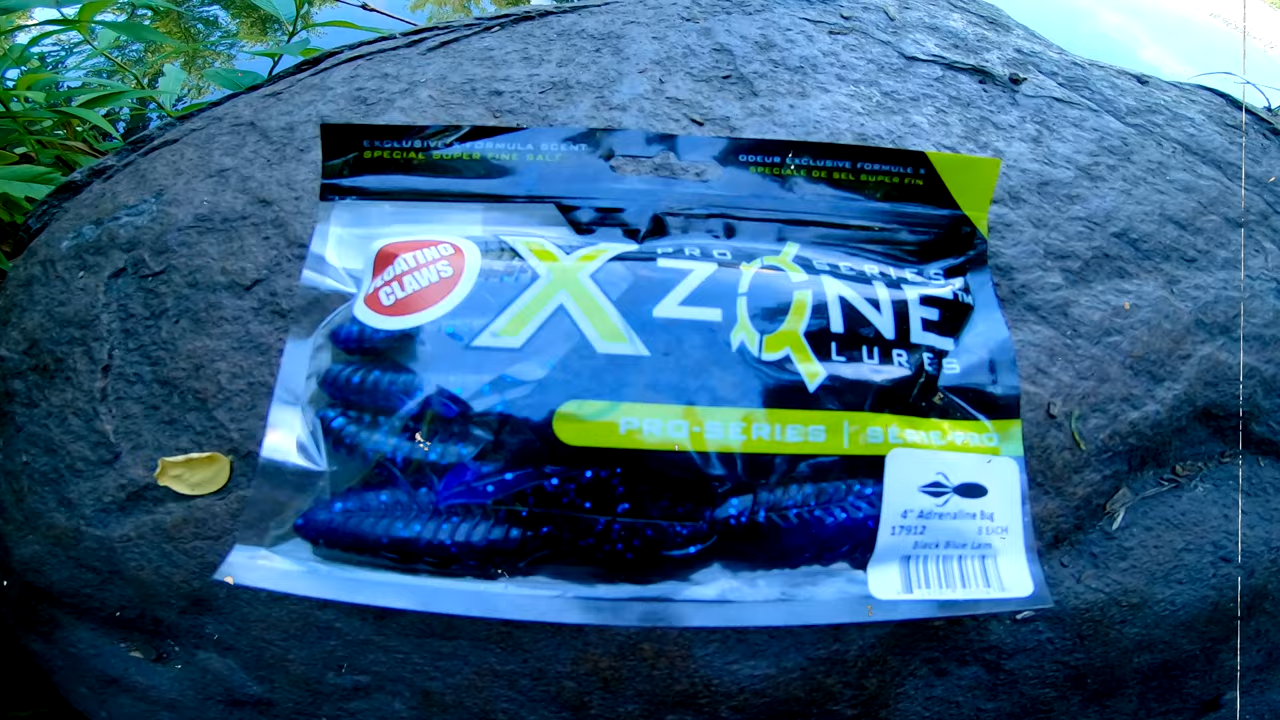 EXCLUSIVE X FORMULA SCENT
SPECIAL SUPER FINE SALT
ODEUR EXCLUSIVE FORMULE X
SPÉCIALE DE SEL SUPER FIN
FLOATING
CLAWS
PRO SERIES
X ZONE™
LURES
PRO-SERIES | SÉRIE-PRO
4" Adrenaline Bug
17912 8 EACH
Black Blue Lam